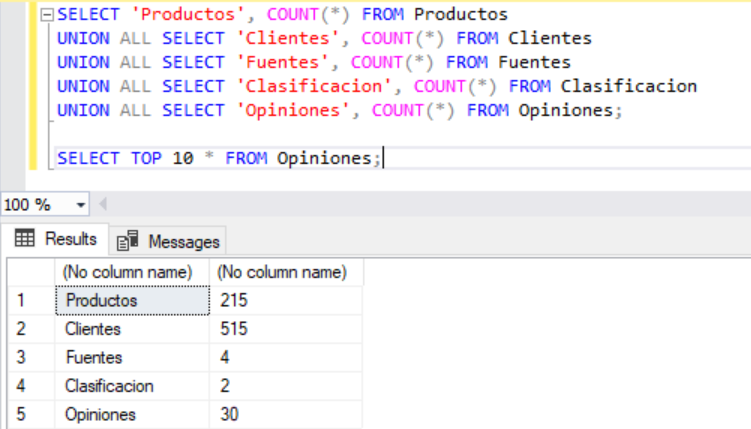 SELECT 'Productos', COUNT(*) FROM Productos
UNION ALL SELECT 'Clientes', COUNT(*) FROM Clientes
UNION ALL SELECT 'Fuentes', COUNT(*) FROM Fuentes
UNION ALL SELECT 'Clasificacion', COUNT(*) FROM Clasificacion
UNION ALL SELECT 'Opiniones', COUNT(*) FROM Opiniones;
SELECT TOP 10 * FROM Opiniones;
100 %
Results Messages
(No column name) (No column name)
1 Productos 215
2 Clientes 515
3 Fuentes 4
4 Clasificacion 2
5 Opiniones 30